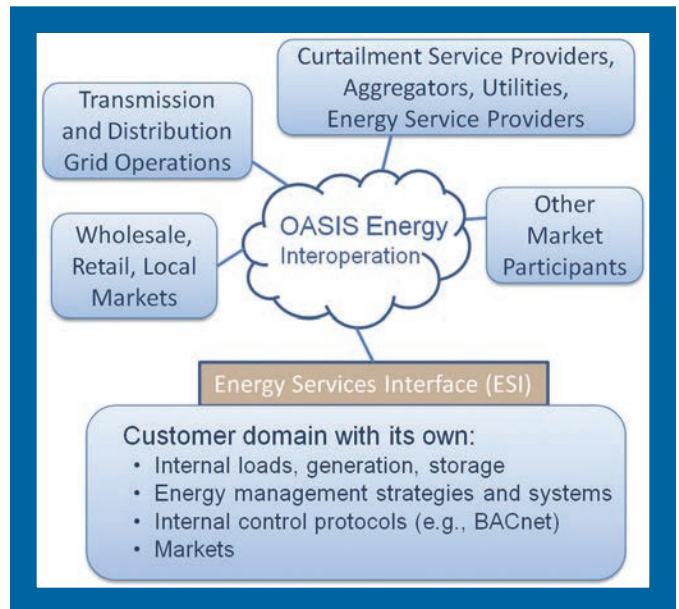 Curtailment Service Providers,
Aggregators, Utilities,
Energy Service Providers
Transmission
and Distribution
Grid Operations
OASIS Energy
Interoperation
Other
Market
Participants
Wholesale,
Retail, Local
Markets
Energy Services Interface (ESI)
Customer domain with its own:
• Internal loads, generation, storage
• Energy management strategies and systems
• Internal control protocols (e.g., BACnet)
• Markets